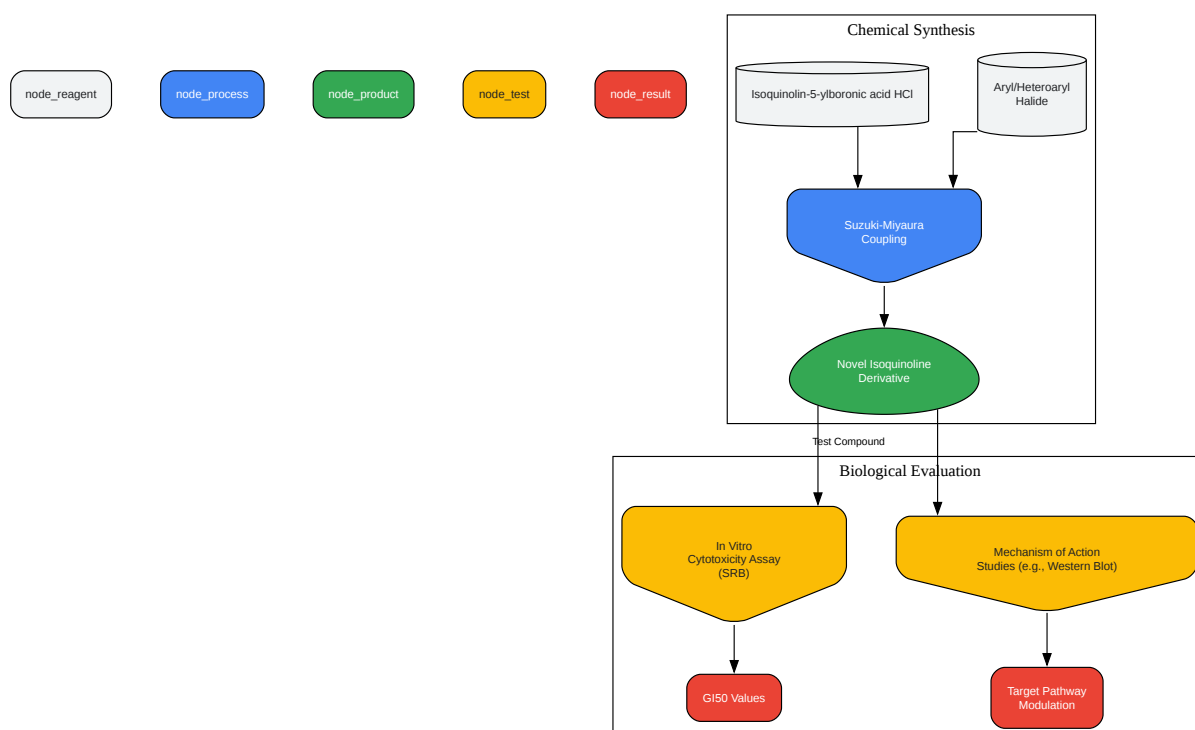 Chemical Synthesis
node_reagent
node_process
node_product
node_test
node_result
Isoquinolin-5-ylboronic acid HCl
Aryl/Heteroaryl
Halide
Suzuki-Miyaura
Coupling
Novel Isoquinoline
Derivative
Test Compound
Biological Evaluation
In Vitro
Cytotoxicity Assay
(SRB)
Mechanism of Action
Studies (e.g., Western Blot)
GI50 Values
Target Pathway
Modulation